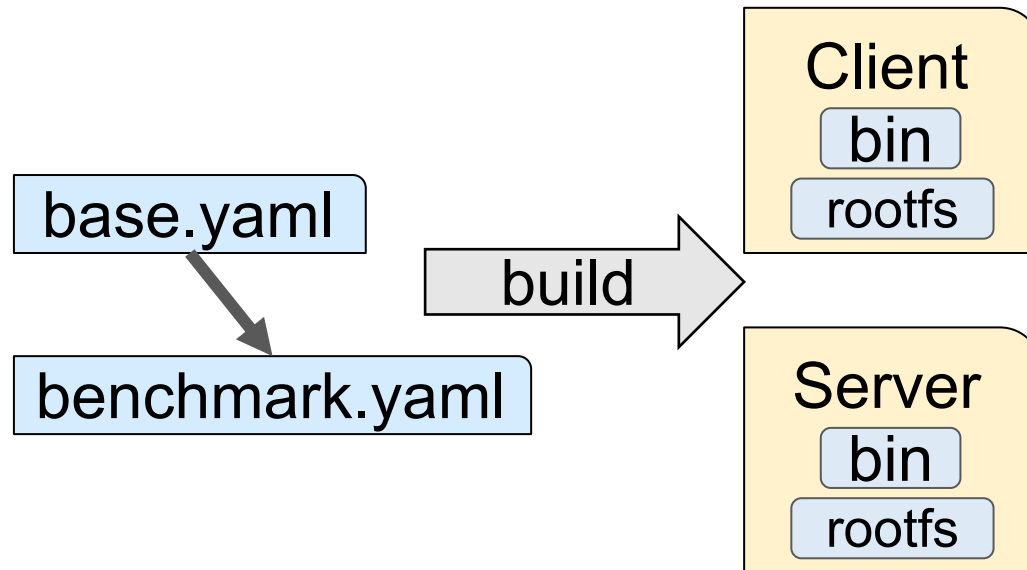 base.yaml
benchmark.yaml
build
Client
bin
rootfs
Server
bin
rootfs